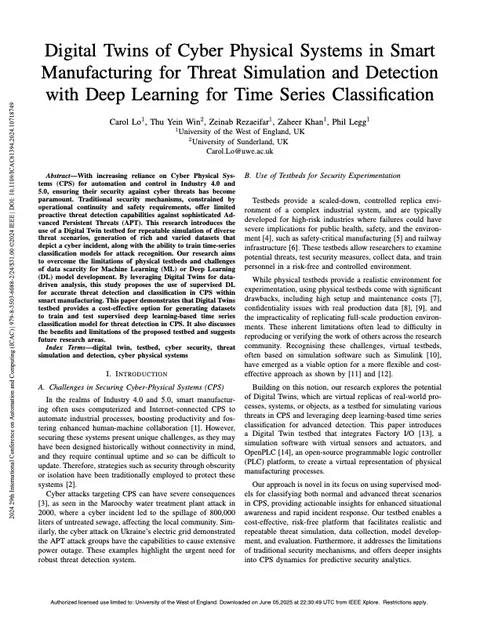 Digital Twins of Cyber Physical Systems in Smart
Manufacturing for Threat Simulation and Detection
with Deep Learning for Time Series Classification
Carol Lo1, Thu Yein Win2, Zeinab Rezaeifar1, Zaheer Khan1, Phil Legg1
1University of the West of England, UK
2University of Sunderland, UK
Carol.Lo@uwe.ac.uk
Abstract—With increasing reliance on Cyber Physical Sys-
tems (CPS) for automation and control in Industry 4.0 and
5.0, ensuring their security against cyber threats has become
paramount. Traditional security mechanisms, constrained by
operational continuity and safety requirements, offer limited
proactive threat detection capabilities against sophisticated Ad-
vanced Persistent Threats (APT). This research introduces the
use of a Digital Twin testbed for repeatable simulation of diverse
threat scenarios, generation of rich and varied datasets that
depict a cyber incident, along with the ability to train time-series
classification models for attack recognition. Our research aims
to overcome the limitations of physical testbeds and challenges
of data scarcity for Machine Learning (ML) or Deep Learning
(DL) model development. By leveraging Digital Twins for data-
driven analysis, this study proposes the use of supervised DL
for accurate threat detection and classification in CPS within
smart manufacturing. This paper demonstrates that Digital Twins
testbed provides a cost-effective option for generating datasets
to train and test supervised deep learning-based time series
classification model for threat detection in CPS. It also discusses
the benefits and limitations of the proposed testbed and suggests
future research areas.
Index Terms—digital twin, testbed, cyber security, threat
simulation and detection, cyber physical systems
I. INTRODUCTION
A. Challenges in Securing Cyber-Physical Systems (CPS)
In the realms of Industry 4.0 and 5.0, smart manufactur-
ing often uses computerized and Internet-connected CPS to
automate industrial processes, boosting productivity and fos-
tering enhanced human-machine collaboration [1]. However,
securing these systems present unique challenges, as they may
have been designed historically without connectivity in mind,
and they require continual uptime and so can be difficult to
update. Therefore, strategies such as security through obscurity
or isolation have been traditionally employed to protect these
systems [2].
Cyber attacks targeting CPS can have severe consequences
[3], as seen in the Maroochy water treatment plant attack in
2000, where a cyber incident led to the spillage of 800,000
liters of untreated sewage, affecting the local community. Sim-
ilarly, the cyber attack on Ukraine's electric grid demonstrated
the APT attack groups have the capabilities to cause extensive
power outage. These examples highlight the urgent need for
robust threat detection system.
B. Use of Testbeds for Security Experimentation
Testbeds provide a scaled-down, controlled replica envi-
ronment of a complex industrial system, and are typically
developed for high-risk industries where failures could have
severe implications for public health, safety, and the environ-
ment [4], such as safety-critical manufacturing [5] and railway
infrastructure [6]. These testbeds allow researchers to examine
potential threats, test security measures, collect data, and train
personnel in a risk-free and controlled environment.
While physical testbeds provide a realistic environment for
experimentation, using physical testbeds come with significant
drawbacks, including high setup and maintenance costs [7],
confidentiality issues with real production data [8], [9], and
the impracticality of replicating full-scale production environ-
ments. These inherent limitations often lead to difficulty in
reproducing or verifying the work of others across the research
community. Recognising these challenges, virtual testbeds,
often based on simulation software such as Simulink [10],
have emerged as a viable option for a more flexible and cost-
effective approach as shown by [11] and [12].
Building on this notion, our research explores the potential
of Digital Twins, which are virtual replicas of real-world pro-
cesses, systems, or objects, as a testbed for simulating various
threats in CPS and leveraging deep learning-based time series
classification for advanced detection. This paper introduces
a Digital Twin testbed that integrates Factory I/O [13], a
simulation software with virtual sensors and actuators, and
OpenPLC [14], an open-source programmable logic controller
(PLC) platform, to create a virtual representation of physical
manufacturing processes.
Our approach is novel in its focus on using supervised mod-
els for classifying both normal and advanced threat scenarios
in CPS, providing actionable insights for enhanced situational
awareness and rapid incident response. Our testbed enables a
cost-effective, risk-free platform that facilitates realistic and
repeatable threat simulation, data collection, model develop-
ment, and evaluation. Furthermore, it addresses the limitations
of traditional security mechanisms, and offers deeper insights
into CPS dynamics for predictive security analytics.
2024 29th International Conference on Automation and Computing (ICAC) | 979-8-3503-6088-2/24/$31.00 ©2024 IEEE | DOI: 10.1109/ICAC61394.2024.10718749
Authorized licensed use limited to: University of the West of England. Downloaded on June 05,2025 at 22:30:49 UTC from IEEE Xplore. Restrictions apply.